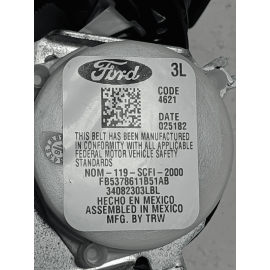 Ford 3L
CODE
4621
DATE
025182
THIS BELT HAS BEEN MANUFACTURED
IN CONFORMITY WITH ALL APPLICABLE
FEDERAL MOTOR VEHICLE SAFETY
STANDARDS
NOM-119-SCFI-2000
FB5378611B51AB
34082303LBL
HECHO EN MEXICO
ASSEMBLED IN MEXICO
MFG. BY TRW